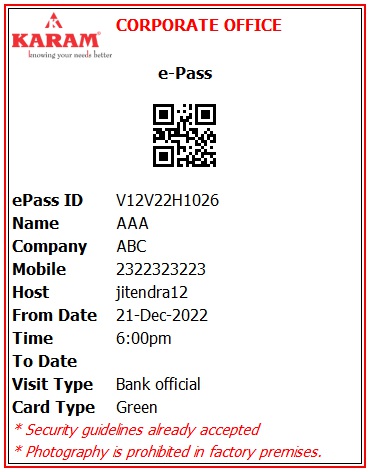 CORPORATE OFFICE
KARAM®
knowing your needs better
e-Pass
ePass ID V12V22H1026
Name AAA
Company ABC
Mobile 2322323223
Host jitendra12
From Date 21-Dec-2022
Time 6:00pm
To Date
Visit Type Bank official
Card Type Green
* Security guidelines already accepted
* Photography is prohibited in factory premises.